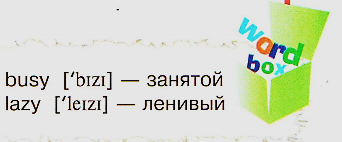 word
box
busy [‘bɪzɪ] — занятой
lazy [‘leɪzɪ] — ленивый